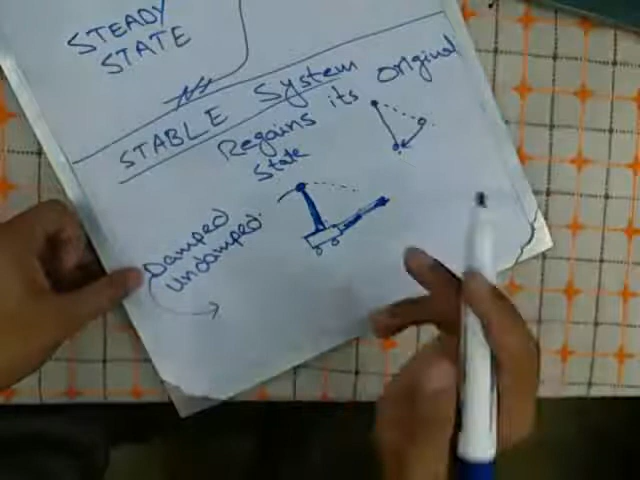 STEADY
STATE
STABLE System
Regains its original
state
Damped
Undamped.